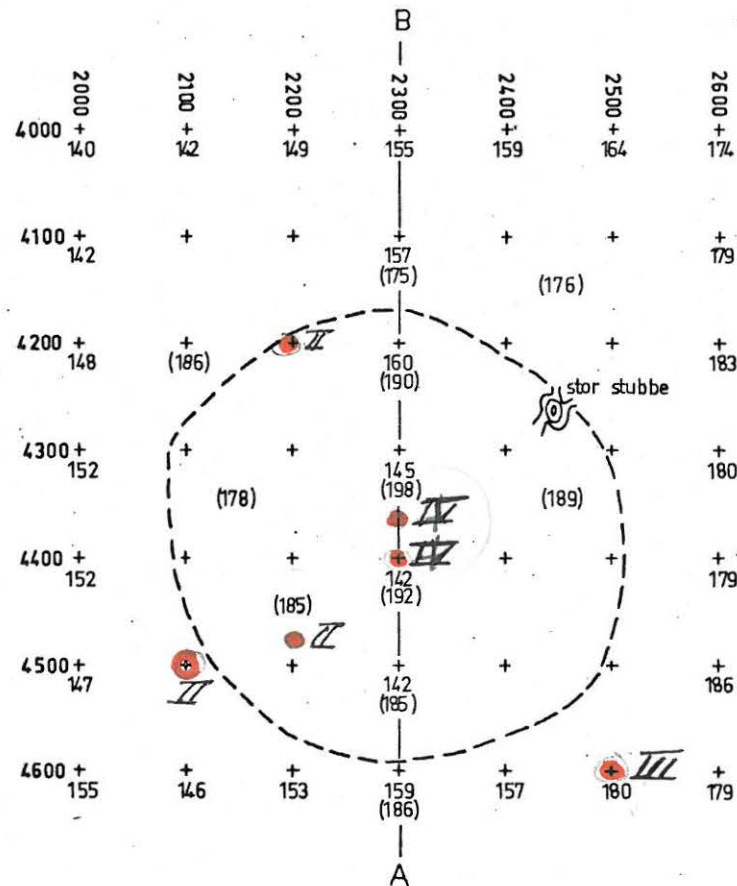 B
2000 2100 2200 2300 2400 2500 2600
4000
140 142 149 155 159 164 174
4100
142 157 179
(175) (176)
4200 II
148 (186) 160 183
(190)
stor stubbe
4300
152 145 180
(178) (198) (189)
IV
4400
152 142 179
(185) (192)
4500
147 142 186
II (185)
4600 III
155 146 153 159 157 180 179
(186)
A